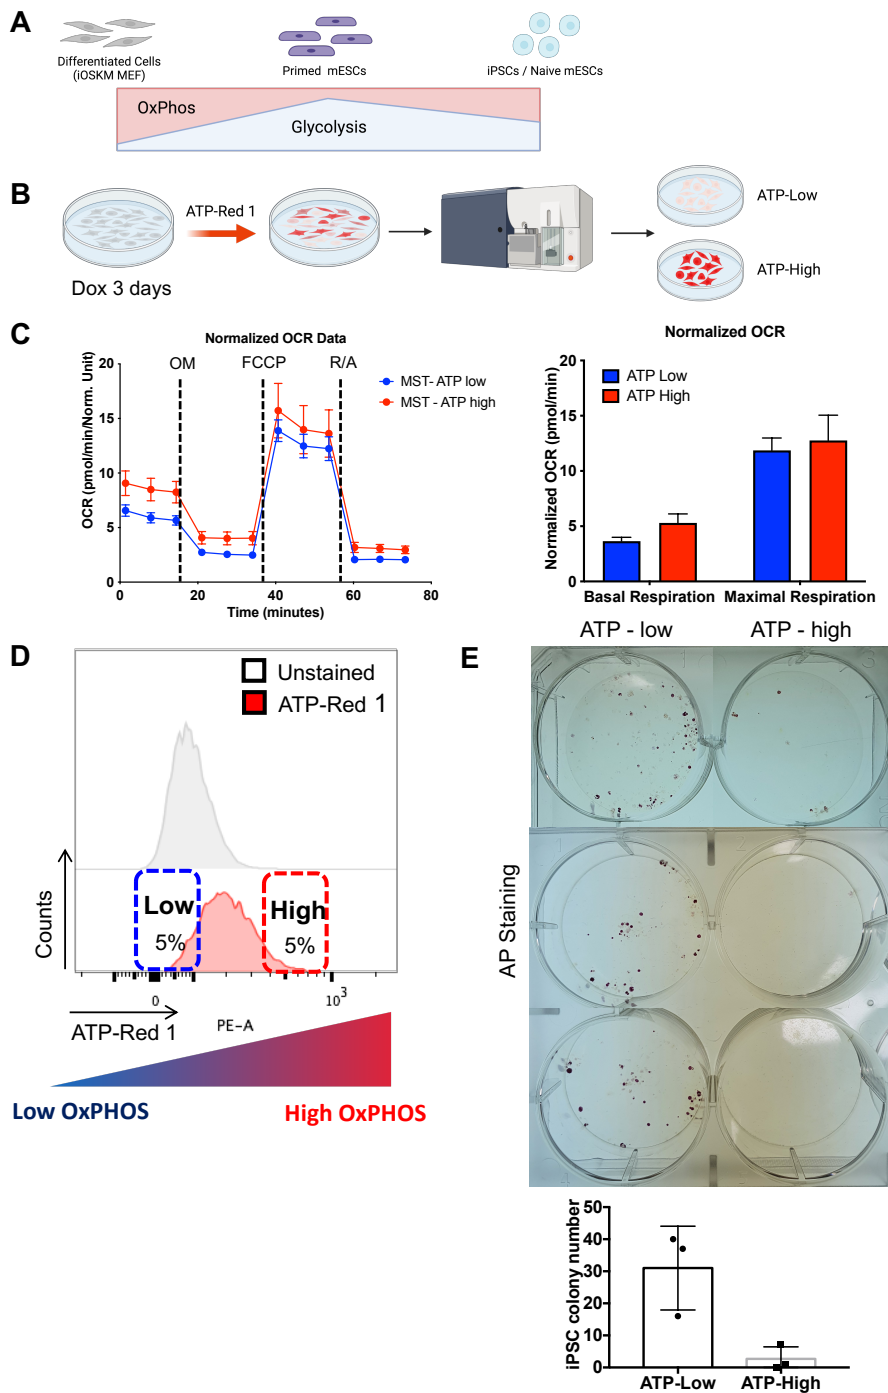 A
Differentiated Cells
(iOSKM MEF)
Primed mESCs
iPSCs / Naive mESCs
OxPhos
Glycolysis
B
ATP-Red 1
Dox 3 days
ATP-Low
ATP-High
C
Normalized OCR Data
OCR (pmol/min/Norm. Unit)
20
15
10
5
0
OM
FCCP
R/A
MST- ATP low
MST - ATP high
0
20
40
60
80
Time (minutes)
Normalized OCR
Normalized OCR (pmol/min)
20
15
10
5
0
ATP Low
ATP High
Basal Respiration
Maximal Respiration
D
Unstained
ATP-Red 1
Counts
Low
5%
High
5%
0
10³
PE-A
ATP-Red 1
Low OxPHOS
High OxPHOS
E
ATP - low
ATP - high
AP Staining
iPSC colony number
50
40
30
20
10
0
ATP-Low
ATP-High